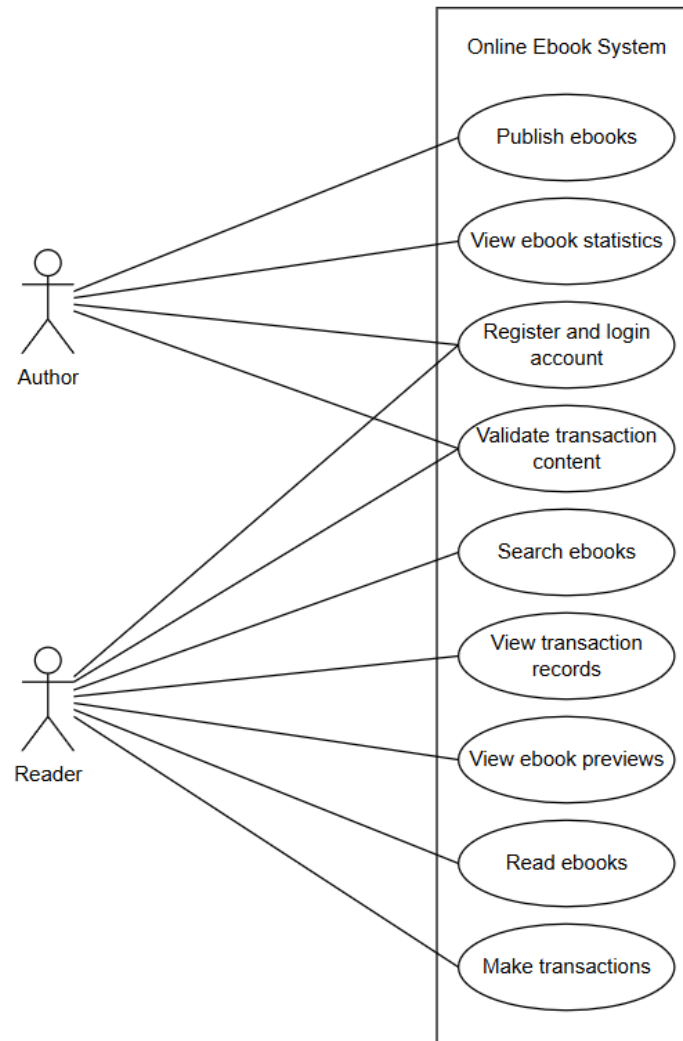 Online Ebook System
Publish ebooks
View ebook statistics
Author
Register and login
account
Validate transaction
content
Search ebooks
View transaction
records
Reader
View ebook previews
Read ebooks
Make transactions